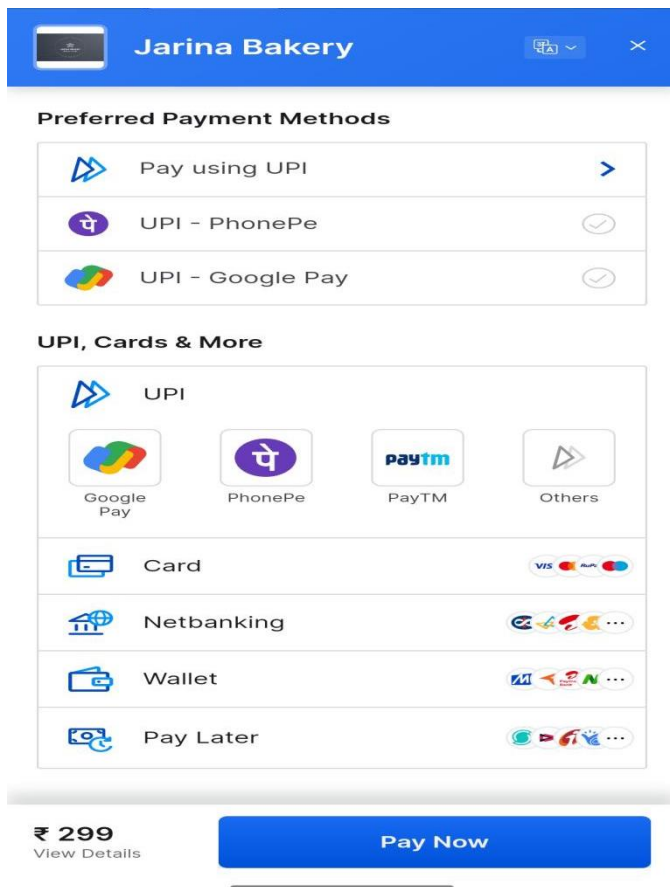 Jarina Bakery
Preferred Payment Methods
Pay using UPI
पे UPI - PhonePe
UPI - Google Pay
UPI, Cards & More
UPI
पे paytm
Google Pay PhonePe PayTM Others
Card VISA RuPay
Netbanking
Wallet
Pay Later
₹ 299 Pay Now
View Details